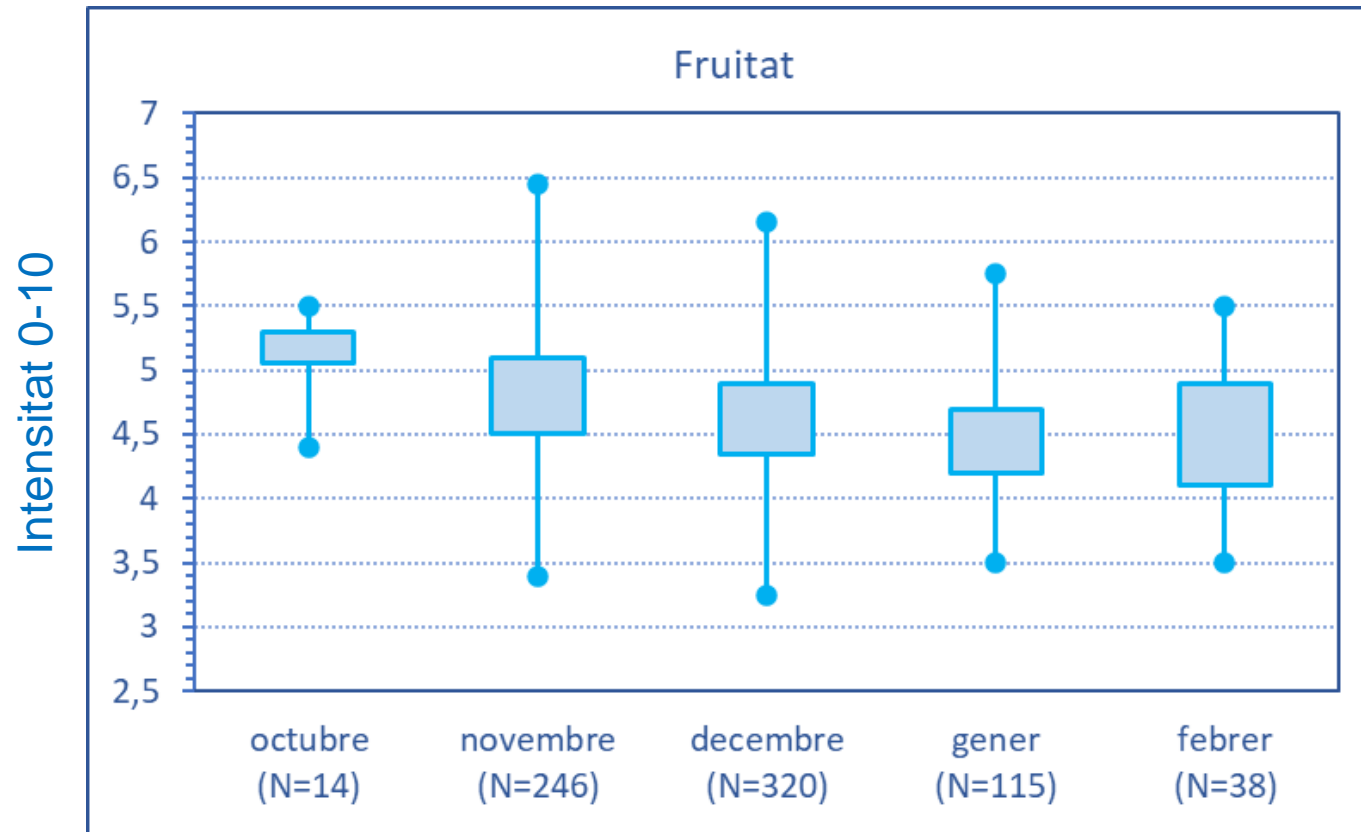 Fruitat
Intensitat 0-10
7
6,5
6
5,5
5
4,5
4
3,5
3
2,5
octubre novembre decembre gener febrer
(N=14) (N=246) (N=320) (N=115) (N=38)